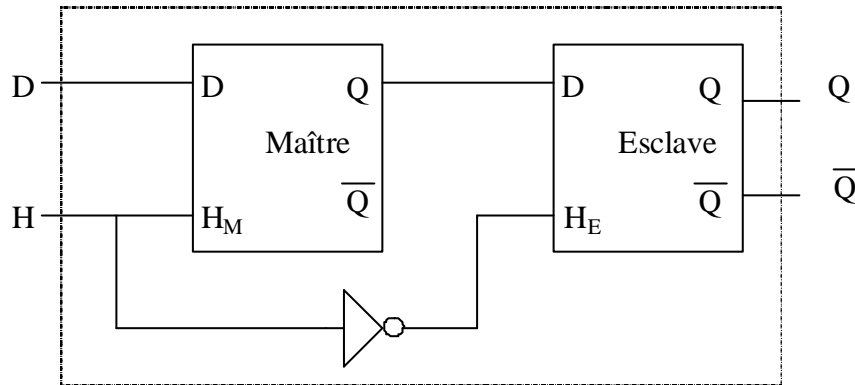 D D Q D Q Q
Maître Esclave
Q̅ Q̅ Q̅
H H_M H_E